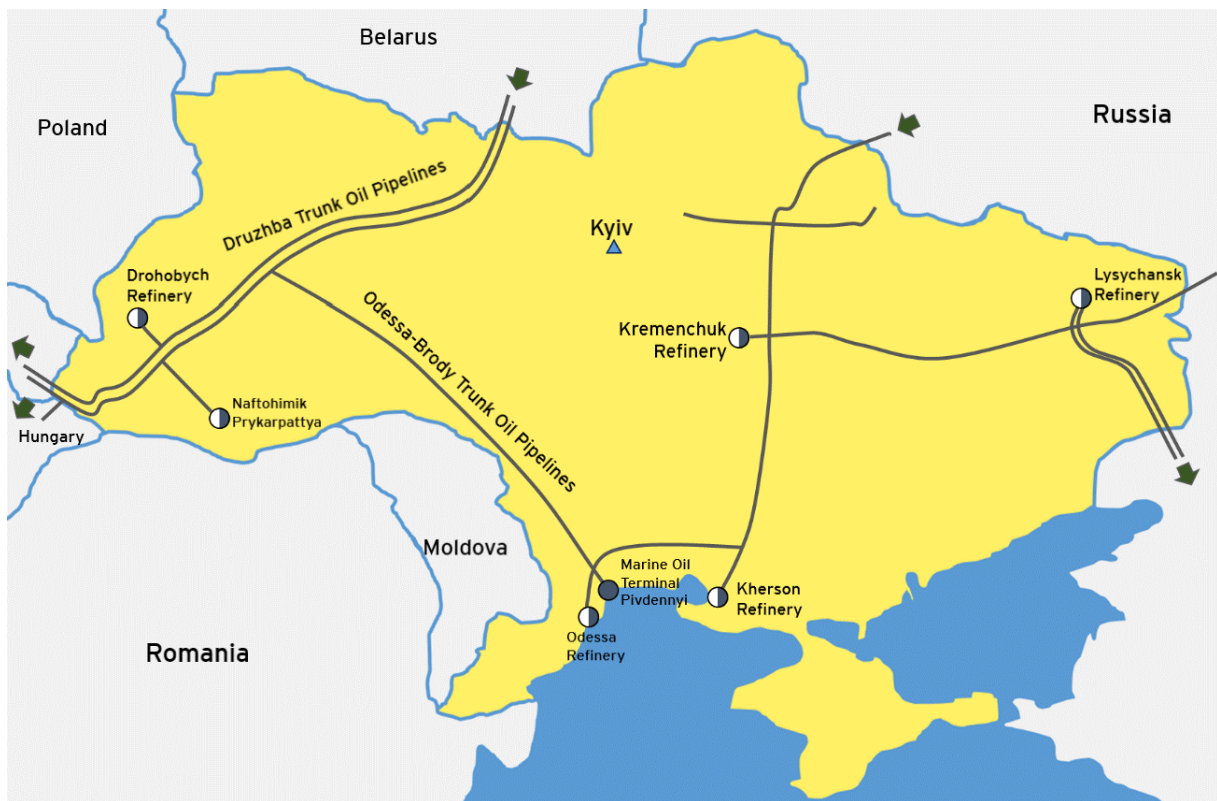 Belarus
Poland
Russia
Druzhba Trunk Oil Pipelines
Kyiv
Drohobych
Refinery
Lysychansk
Refinery
Odessa-Brody Trunk Oil Pipelines
Kremenchuk
Refinery
Naftohimik
Prykarpattya
Hungary
Moldova
Marine Oil
Terminal
Pivdennyi
Kherson
Refinery
Odessa
Refinery
Romania